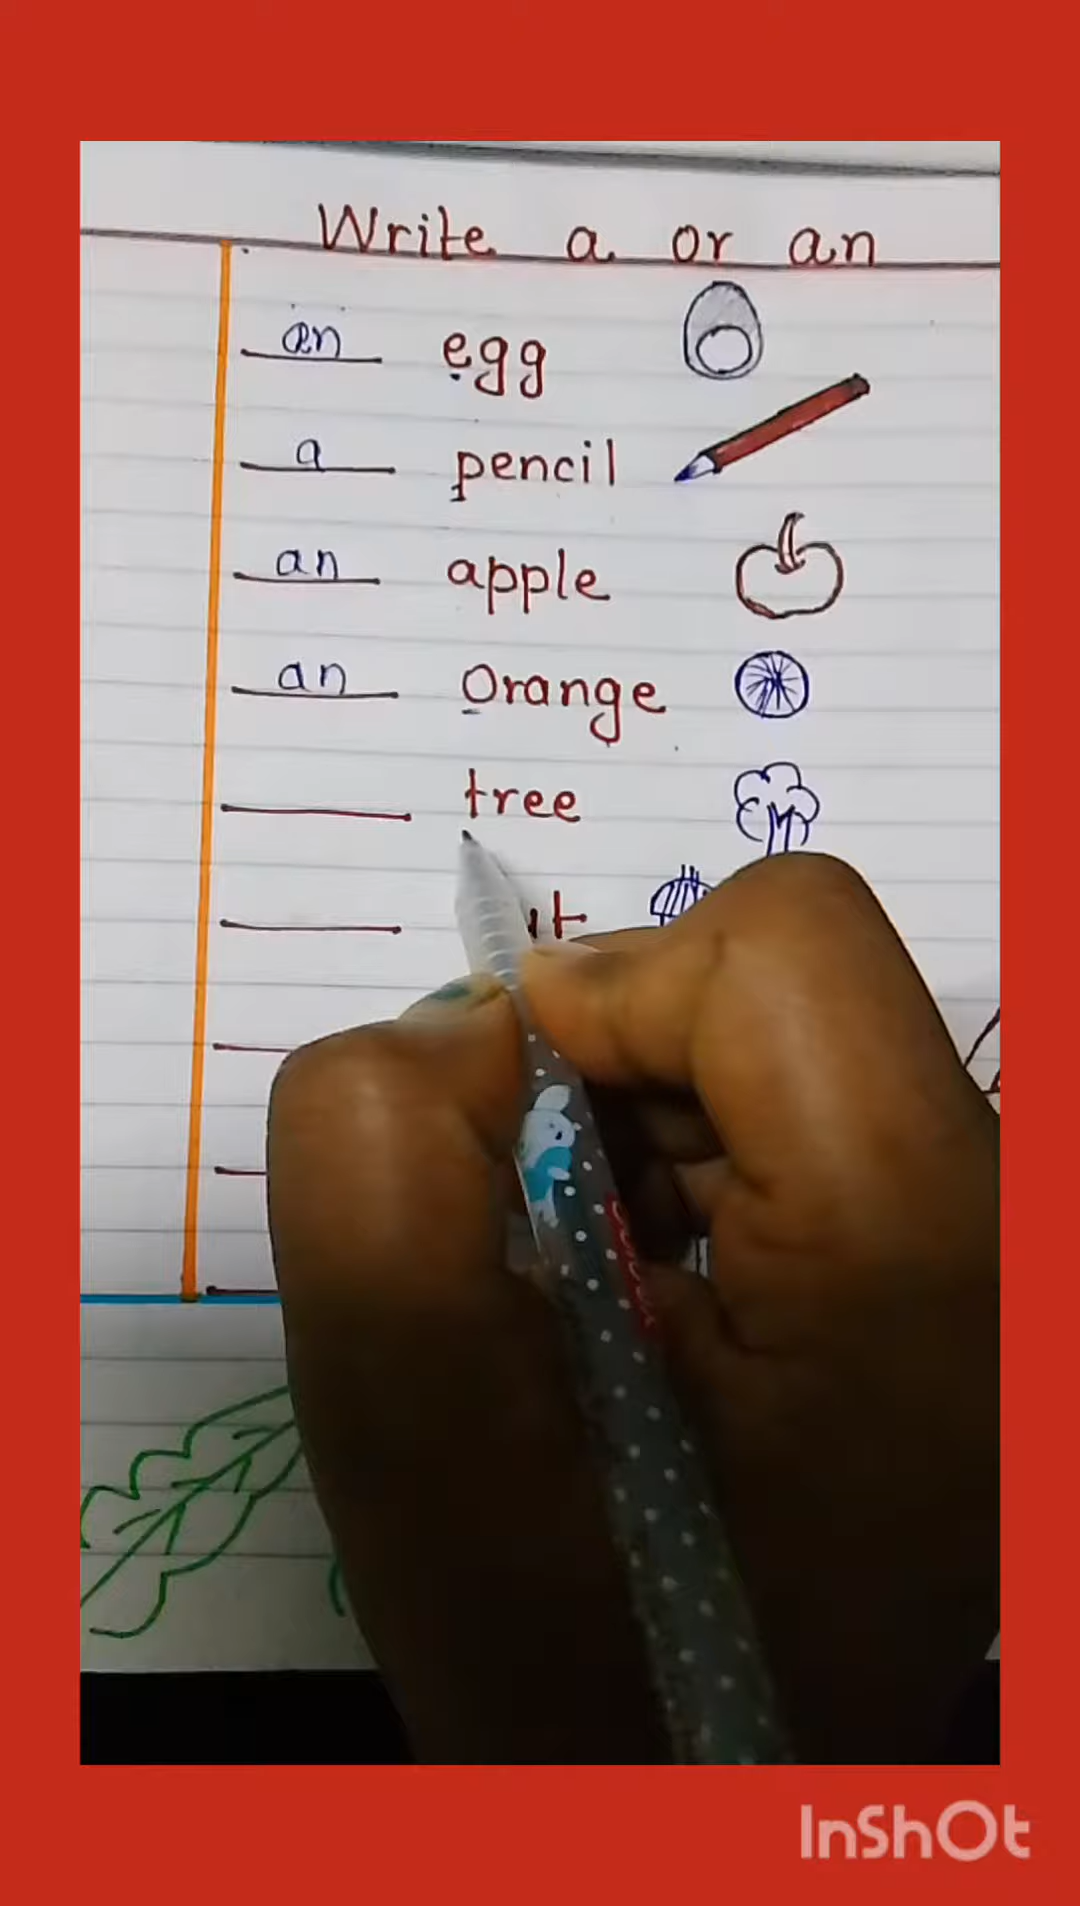 Write a or an
an egg
a pencil
an apple
an orange
tree
InShOt